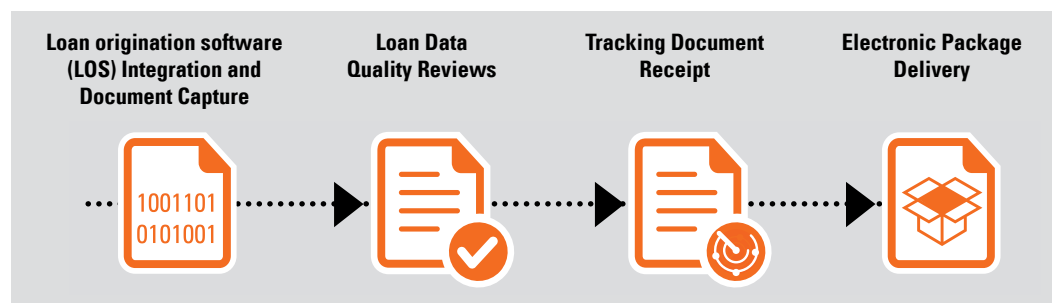 Loan origination software
(LOS) Integration and
Document Capture
Loan Data
Quality Reviews
Tracking Document
Receipt
Electronic Package
Delivery
1001101
0101001